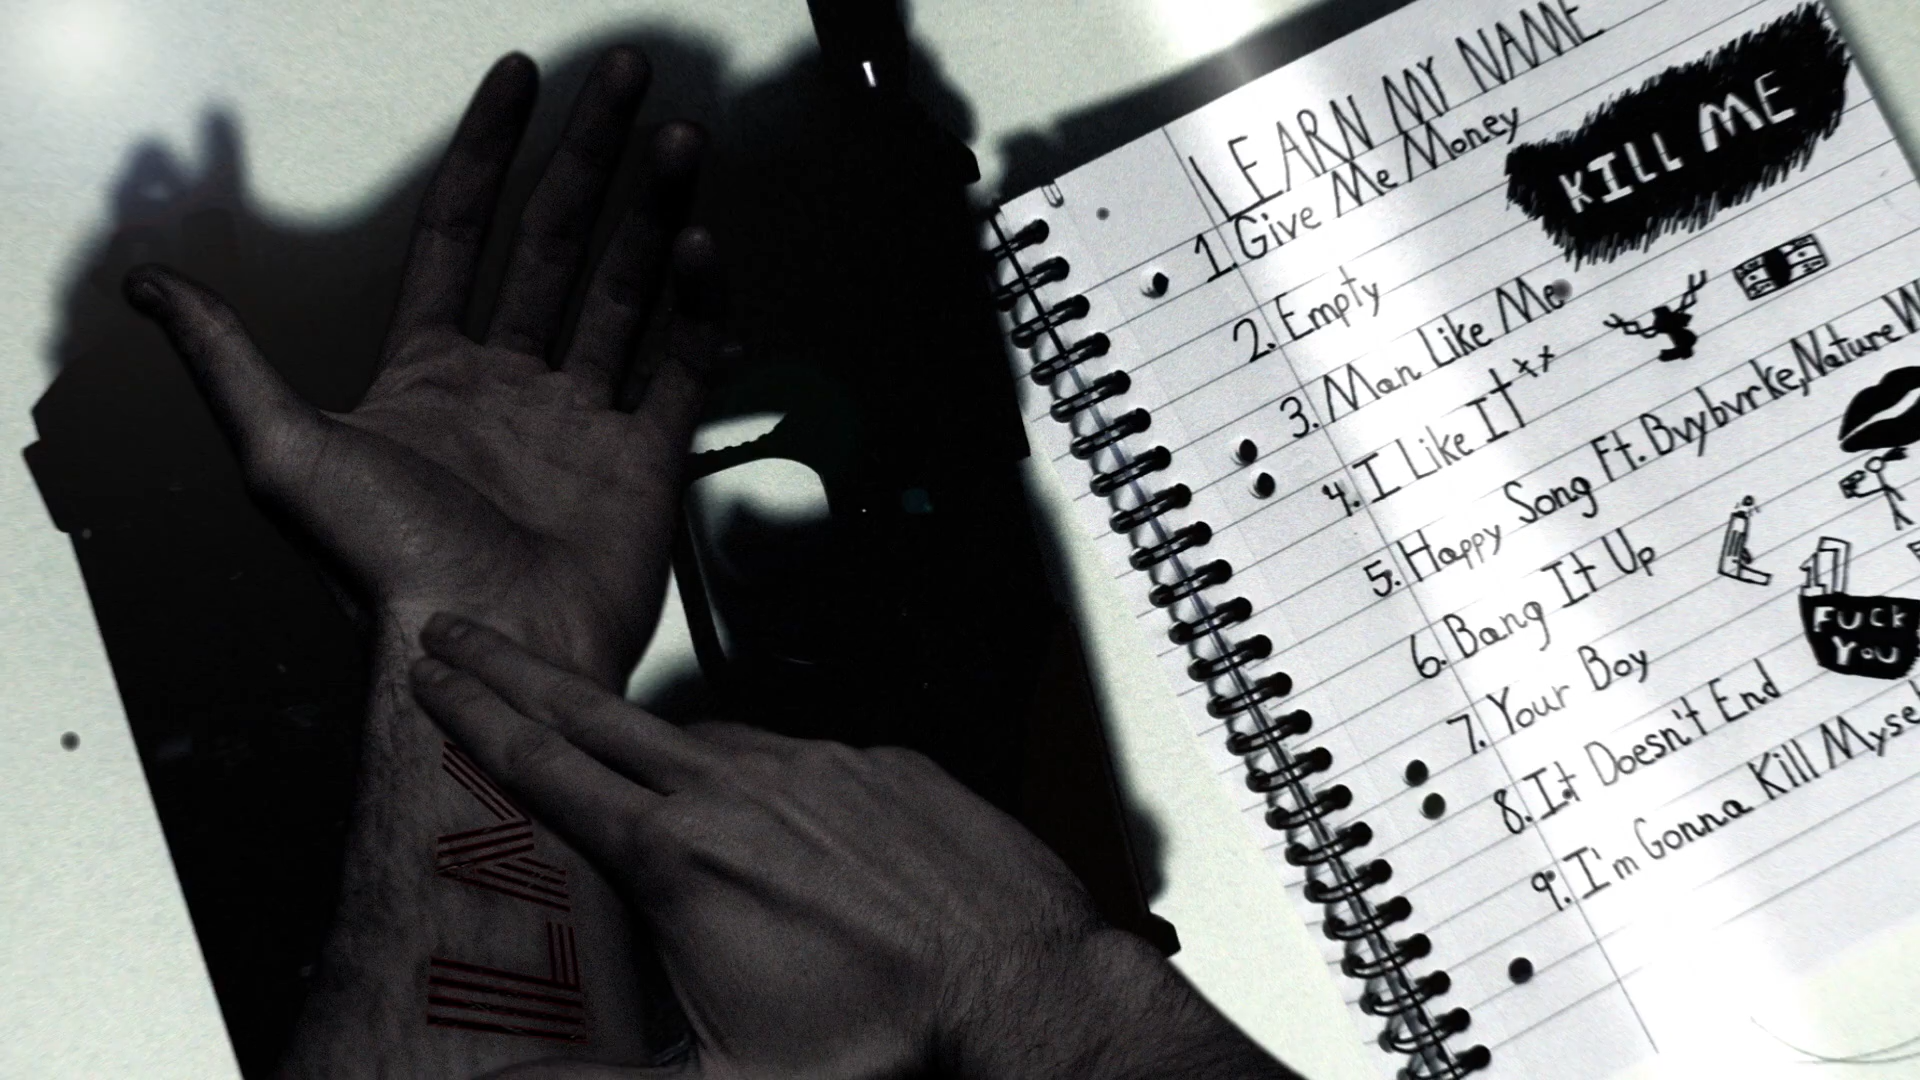 LEARN MY NAME
1. Give Me Money
KILL ME
2. Empty
3. Man Like Me
4. I Like IT xx
5. Happy Song Ft. Bvybvrke, Nature
6. Bang It Up
7. Your Boy
FUCK
YOU
8. It Doesn't End
9. I'm Gonna Kill